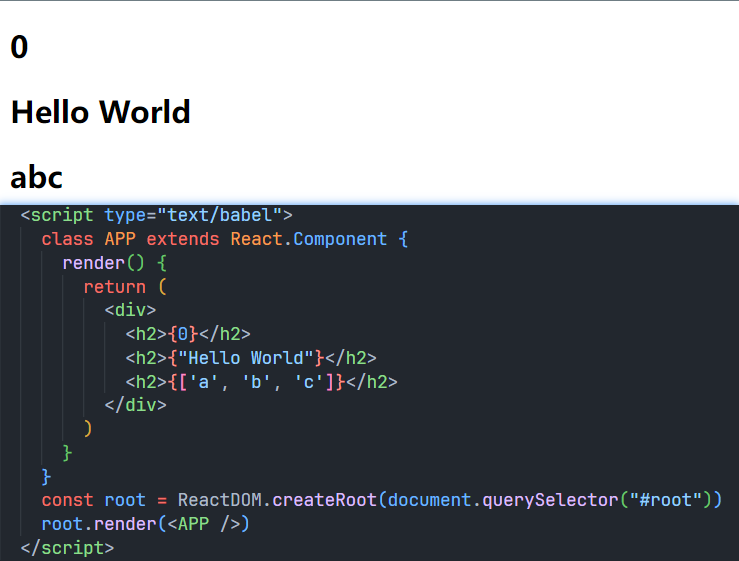 0
Hello World
abc
<script type="text/babel">
class APP extends React.Component {
render() {
return (
<div>
<h2>{0}</h2>
<h2>{"Hello World"}</h2>
<h2>{['a', 'b', 'c']}</h2>
</div>
)
}
}
const root = ReactDOM.createRoot(document.querySelector("#root"))
root.render(<APP />)
</script>